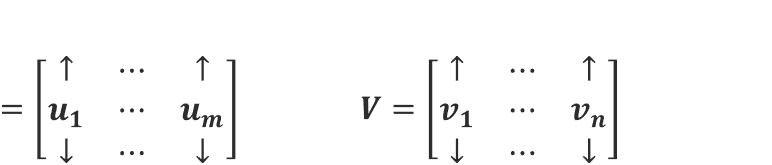 ↑ ⋯ ↑ ↑ ⋯ ↑
= [ u₁ ⋯ uₘ ] V = [ v₁ ⋯ vₙ ]
↓ ⋯ ↓ ↓ ⋯ ↓